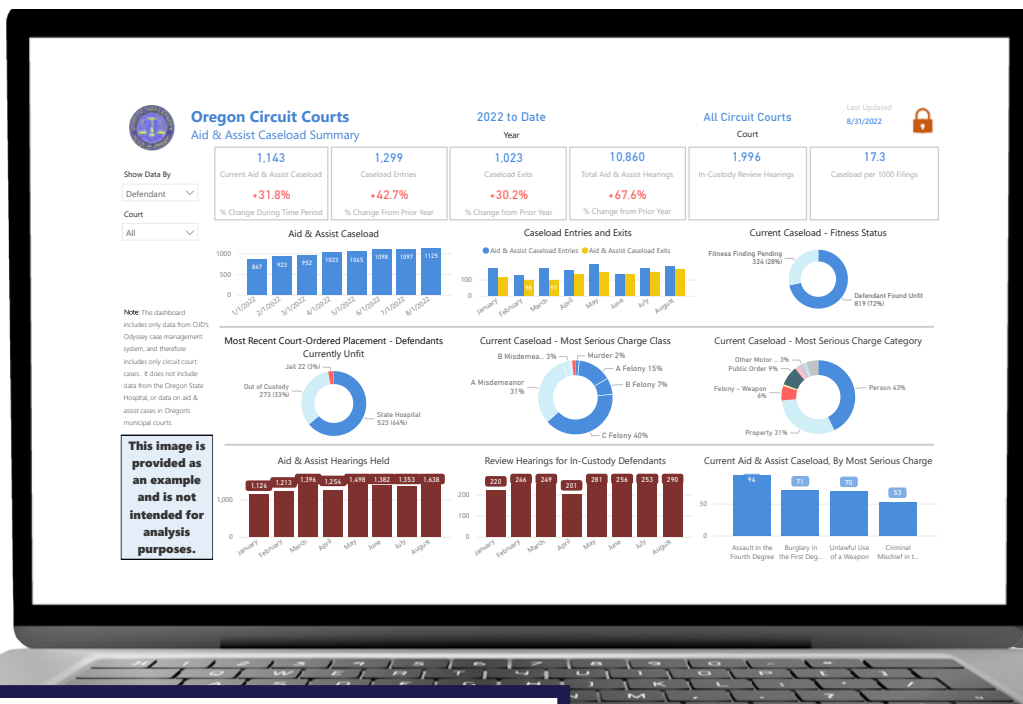 Oregon Circuit Courts
Aid & Assist Caseload Summary
2022 to Date
Year
All Circuit Courts
Court
Last Updated
8/31/2022
Show Data By
Defendant
Court
All
1,143
Current Aid & Assist Caseload
+31.8%
% Change During Time Period
1,299
Caseload Entries
+42.7%
% Change From Prior Year
1,023
Caseload Exits
+30.2%
% Change from Prior Year
10,860
Total Aid & Assist Hearings
+67.6%
% Change from Prior Year
1,996
In-Custody Review Hearings
17.3
Caseload per 1000 Filings
Note: This dashboard
includes only data from OJD's
Odyssey case management
system, and therefore
includes only circuit court
cases. It does not include
data from the Oregon State
Hospital, or data on aid &
assist cases in Oregon's
municipal courts.
This image is
provided as
an example
and is not
intended for
analysis
purposes.
Aid & Assist Caseload
1000
500
0
867 923 952 1023 1045 1098 1097 1125
1/1/2022 2/1/2022 3/1/2022 4/1/2022 5/1/2022 6/1/2022 7/1/2022 8/1/2022
Caseload Entries and Exits
Aid & Assist Caseload Entries Aid & Assist Caseload Exits
100
0
98 97
January February March April May June July August
Current Caseload - Fitness Status
Fitness Finding Pending
324 (28%)
Defendant Found Unfit
819 (72%)
Most Recent Court-Ordered Placement - Defendants
Currently Unfit
Jail 22 (3%)
Out of Custody
273 (33%)
State Hospital
523 (64%)
Current Caseload - Most Serious Charge Class
B Misdemea... 3%
Murder 2%
A Felony 15%
A Misdemeanor
31%
B Felony 7%
C Felony 40%
Current Caseload - Most Serious Charge Category
Other Motor ... 3%
Public Order 9%
Felony - Weapon
6%
Person 43%
Property 31%
Aid & Assist Hearings Held
1,000
0
1,126 1,213 1,396 1,254 1,498 1,382 1,353 1,638
January February March April May June July August
Review Hearings for In-Custody Defendants
200
100
0
220 246 249 201 281 256 253 290
January February March April May June July August
Current Aid & Assist Caseload, By Most Serious Charge
50
0
94 71 70 53
Assault in the
Fourth Degree
Burglary in
the First Deg...
Unlawful Use
of a Weapon
Criminal
Mischief in t...